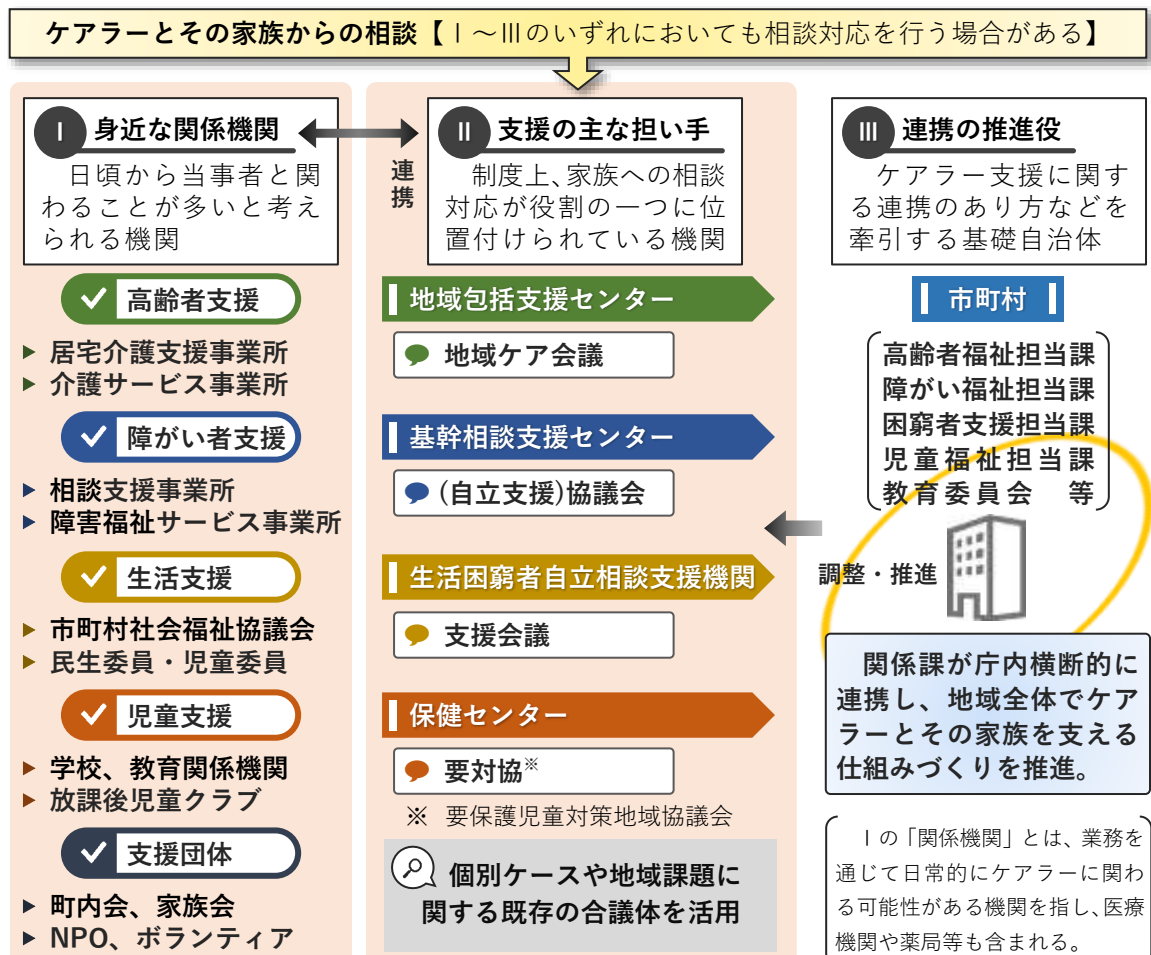 ケアラーとその家族からの相談【Ⅰ～Ⅲのいずれにおいても相談対応を行う場合がある】
Ⅰ 身近な関係機関
日頃から当事者と関
わることが多いと考え
られる機関
連携
Ⅱ 支援の主な担い手
制度上、家族への相談
対応が役割の一つに位
置付けられている機関
Ⅲ 連携の推進役
ケアラー支援に関す
る連携のあり方などを
牽引する基礎自治体
高齢者支援
▶ 居宅介護支援事業所
▶ 介護サービス事業所
障がい者支援
▶ 相談支援事業所
▶ 障害福祉サービス事業所
生活支援
▶ 市町村社会福祉協議会
▶ 民生委員・児童委員
児童支援
▶ 学校、教育関係機関
▶ 放課後児童クラブ
支援団体
▶ 町内会、家族会
▶ NPO、ボランティア
地域包括支援センター
地域ケア会議
基幹相談支援センター
(自立支援)協議会
生活困窮者自立相談支援機関
支援会議
保健センター
要対協※
※ 要保護児童対策地域協議会
個別ケースや地域課題に
関する既存の合議体を活用
市町村
高齢者福祉担当課
障がい福祉担当課
困窮者支援担当課
児童福祉担当課
教育委員会 等
調整・推進
関係課が庁内横断的に
連携し、地域全体でケア
ラーとその家族を支える
仕組みづくりを推進。
Ⅰの「関係機関」とは、業務を
通じて日常的にケアラーに関わ
る可能性がある機関を指し、医療
機関や薬局等も含まれる。